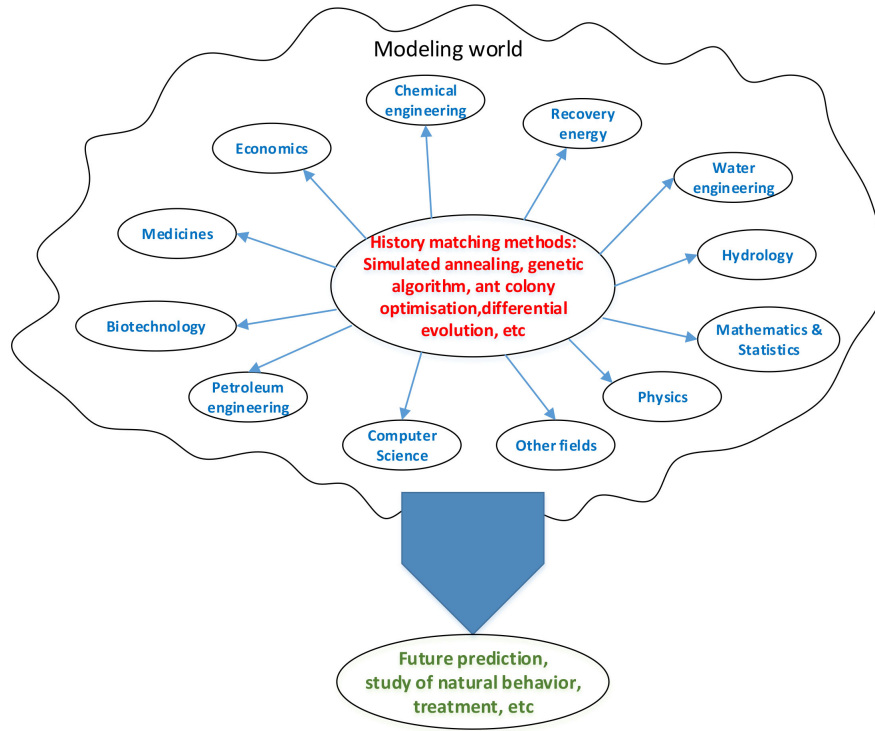 Modeling world
Chemical
engineering
Recovery
energy
Economics
Water
engineering
Medicines
History matching methods:
Simulated annealing, genetic
algorithm, ant colony
optimisation,differential
evolution, etc
Hydrology
Biotechnology
Mathematics &
Statistics
Petroleum
engineering
Physics
Computer
Science
Other fields
Future prediction,
study of natural behavior,
treatment, etc